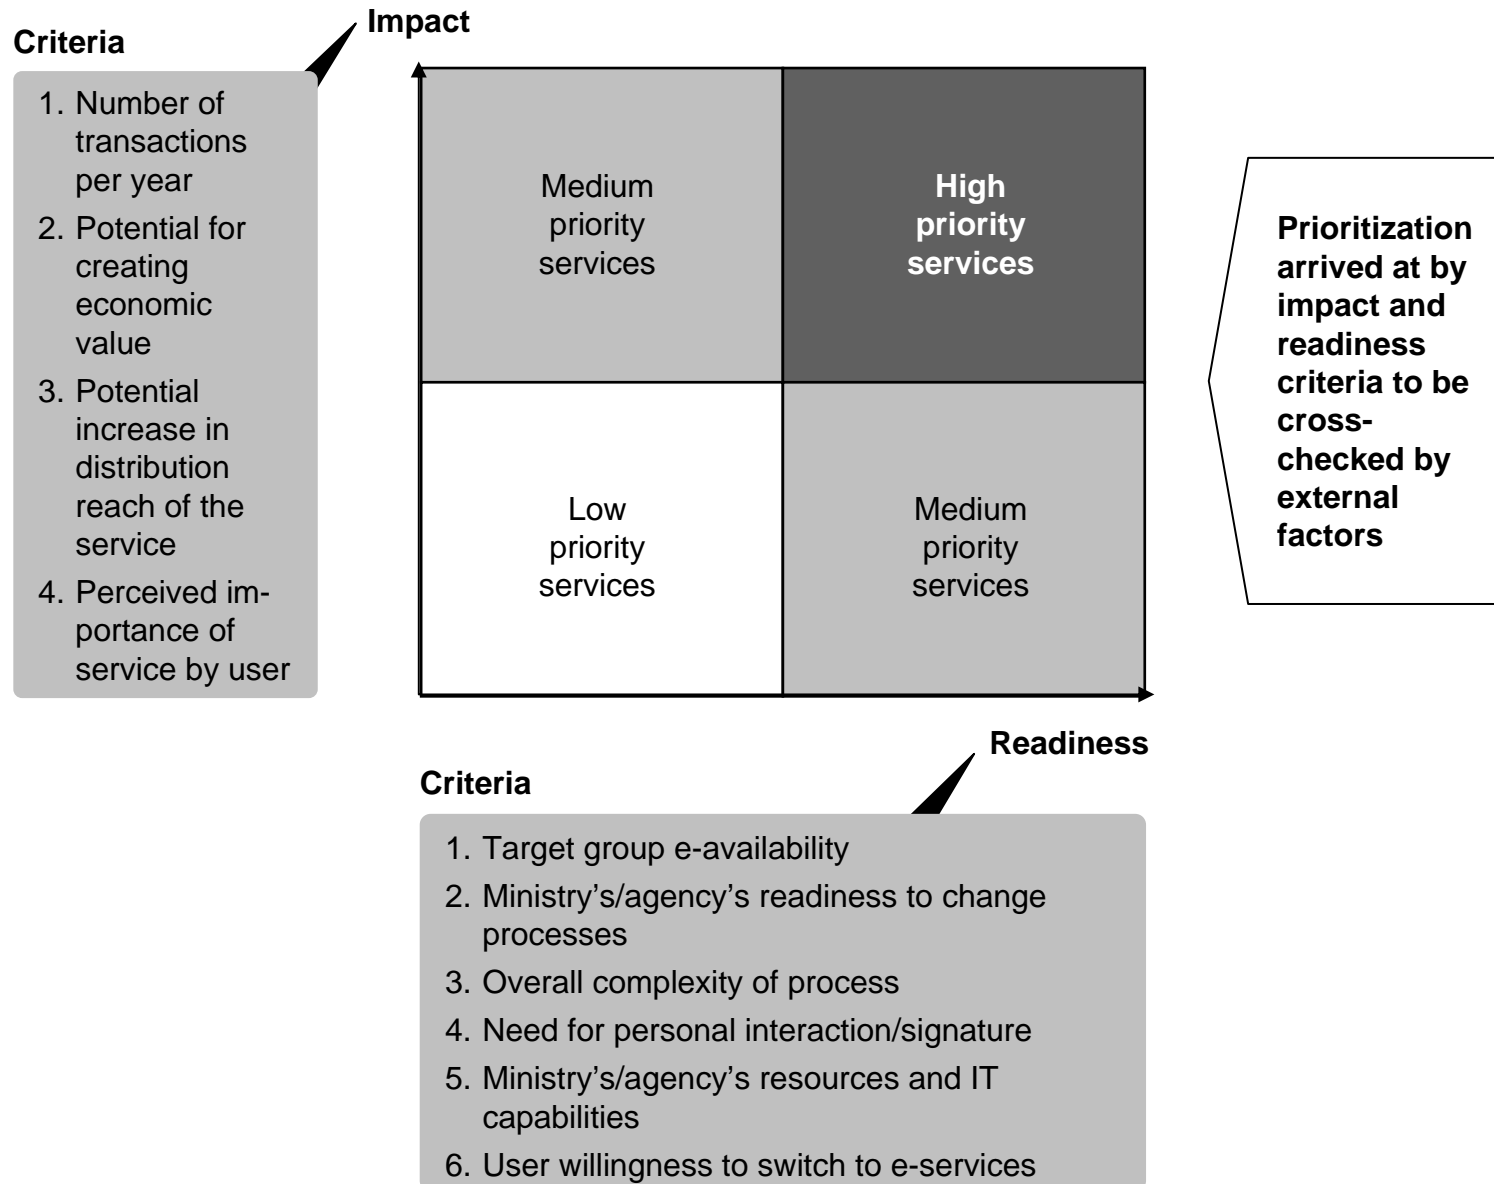 Impact
Criteria
1. Number of
transactions
per year
2. Potential for
creating
economic
value
3. Potential
increase in
distribution
reach of the
service
4. Perceived im-
portance of
service by user
Medium
priority
services
High
priority
services
Low
priority
services
Medium
priority
services
Prioritization
arrived at by
impact and
readiness
criteria to be
cross-
checked by
external
factors
Readiness
Criteria
1. Target group e-availability
2. Ministry’s/agency’s readiness to change
processes
3. Overall complexity of process
4. Need for personal interaction/signature
5. Ministry’s/agency’s resources and IT
capabilities
6. User willingness to switch to e-services